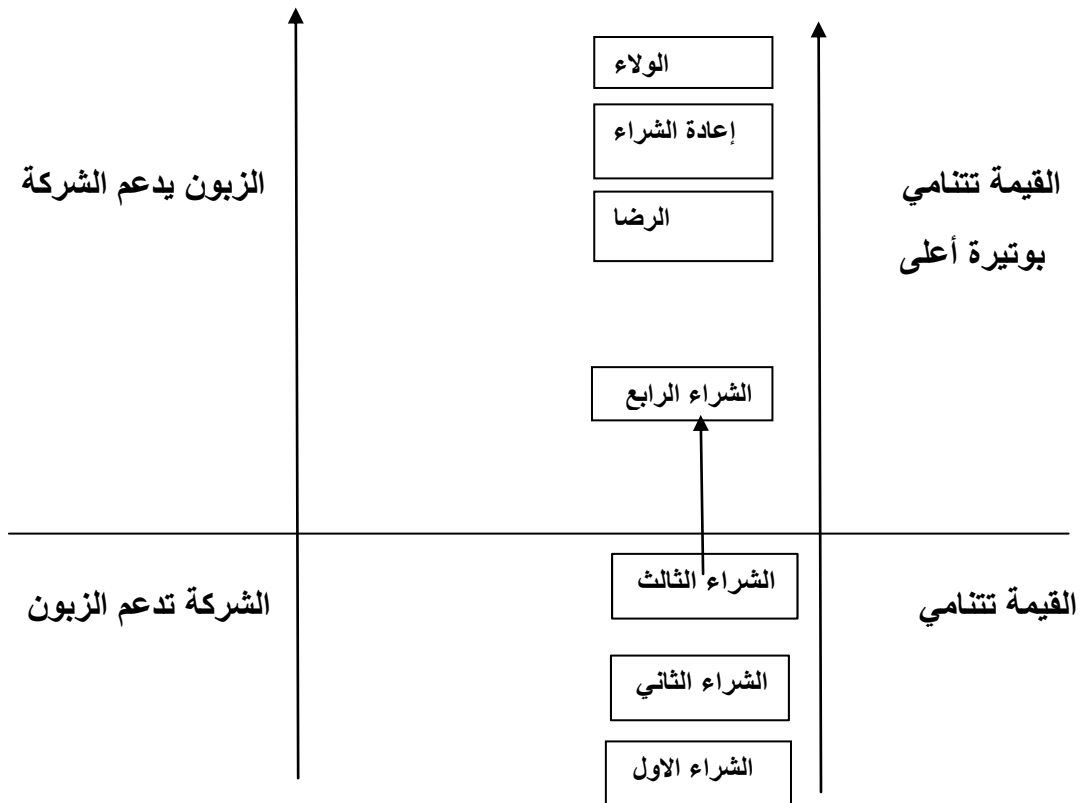 الولاء
إعادة الشراء
القيمة تتنامي
بوتيرة أعلى
الزبون يدعم الشركة
الرضا
الشراء الرابع
الشراء الثالث
القيمة تتنامي
الشركة تدعم الزبون
الشراء الثاني
الشراء الاول